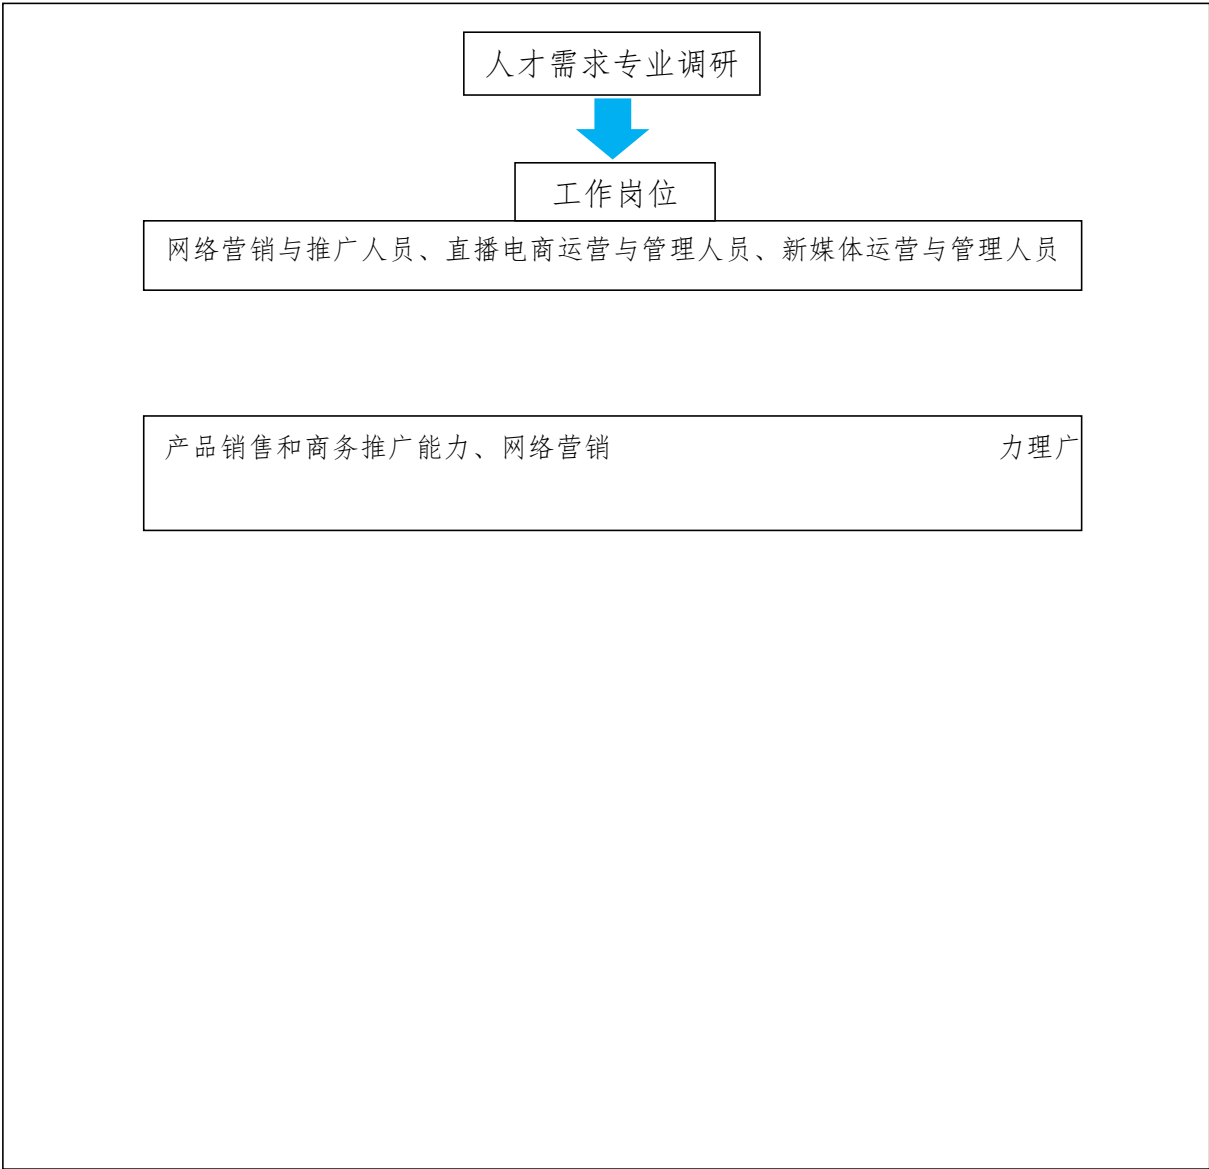 人才需求专业调研
工作岗位
网络营销与推广人员、直播电商运营与管理人员、新媒体运营与管理人员
产品销售和商务推广能力、网络营销 力理广